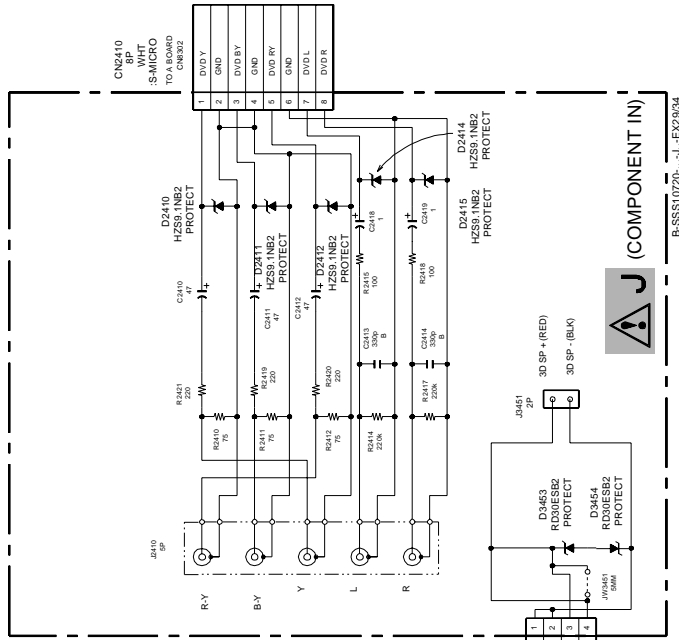 CN2410
8P
WHT
:S-MICRO
TO A BOARD
CN8302
1 DVD Y
2 GND
3 DVD BY
4 GND
5 DVD RY
6 GND
7 DVD L
8 DVD R
D2410
HZS9.1NB2
PROTECT
D2411
HZS9.1NB2
PROTECT
D2412
HZS9.1NB2
PROTECT
D2414
HZS9.1NB2
PROTECT
D2415
HZS9.1NB2
PROTECT
C2410
47
C2411
47
C2412
47
C2418
1
C2419
1
R2415
100
R2418
100
C2413
330p
B
C2414
330p
B
R2421
220
R2419
220
R2420
220
R2410
75
R2411
75
R2412
75
R2414
220k
R2417
220k
J2410
5P
R-Y
B-Y
Y
L
R
J (COMPONENT IN)
3D SP + (RED)
3D SP - (BLK)
J3451
2P
D3453
RD30ESB2
PROTECT
D3454
RD30ESB2
PROTECT
JW3451
5MM
1
2
3
4